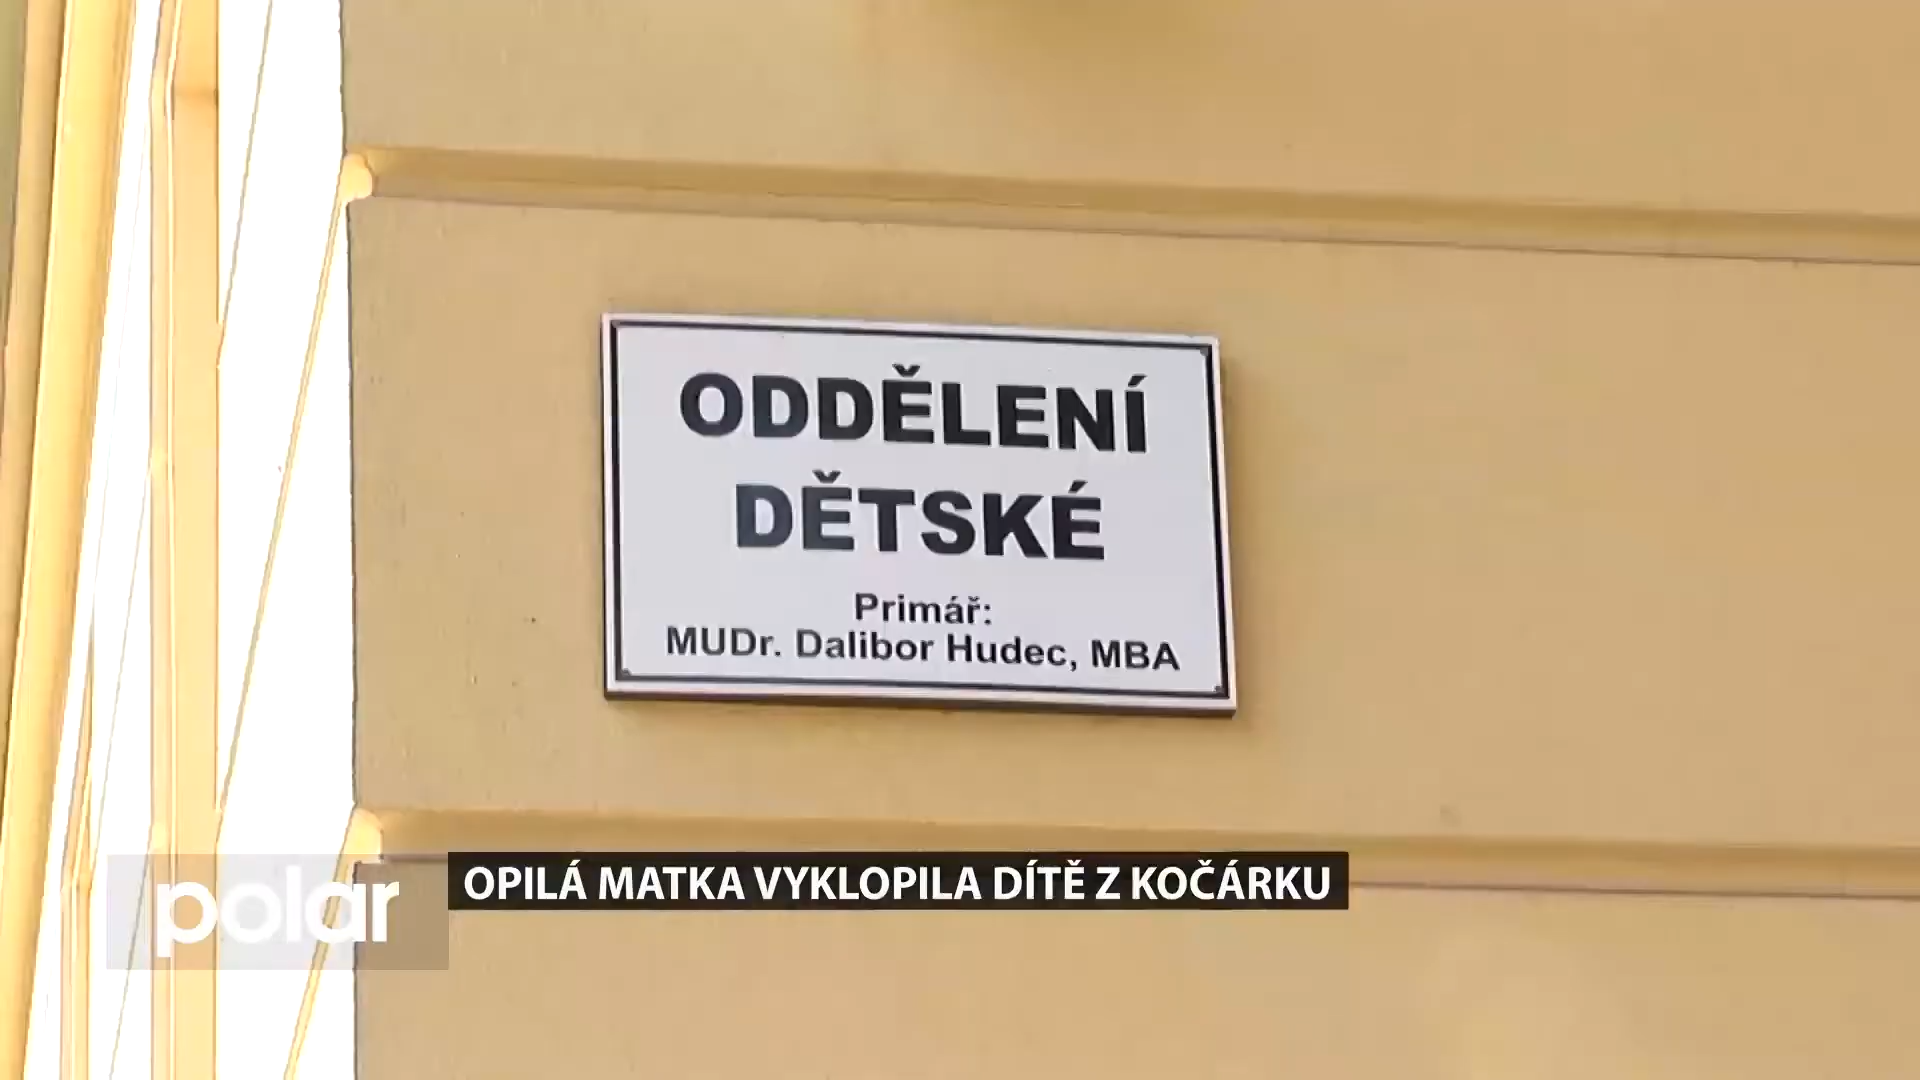 ODDĚLENÍ
DĚTSKÉ
Primář:
MUDr. Dalibor Hudec, MBA
OPILÁ MATKA VYKLOPILA DÍTĚ Z KOČÁRKU
polar